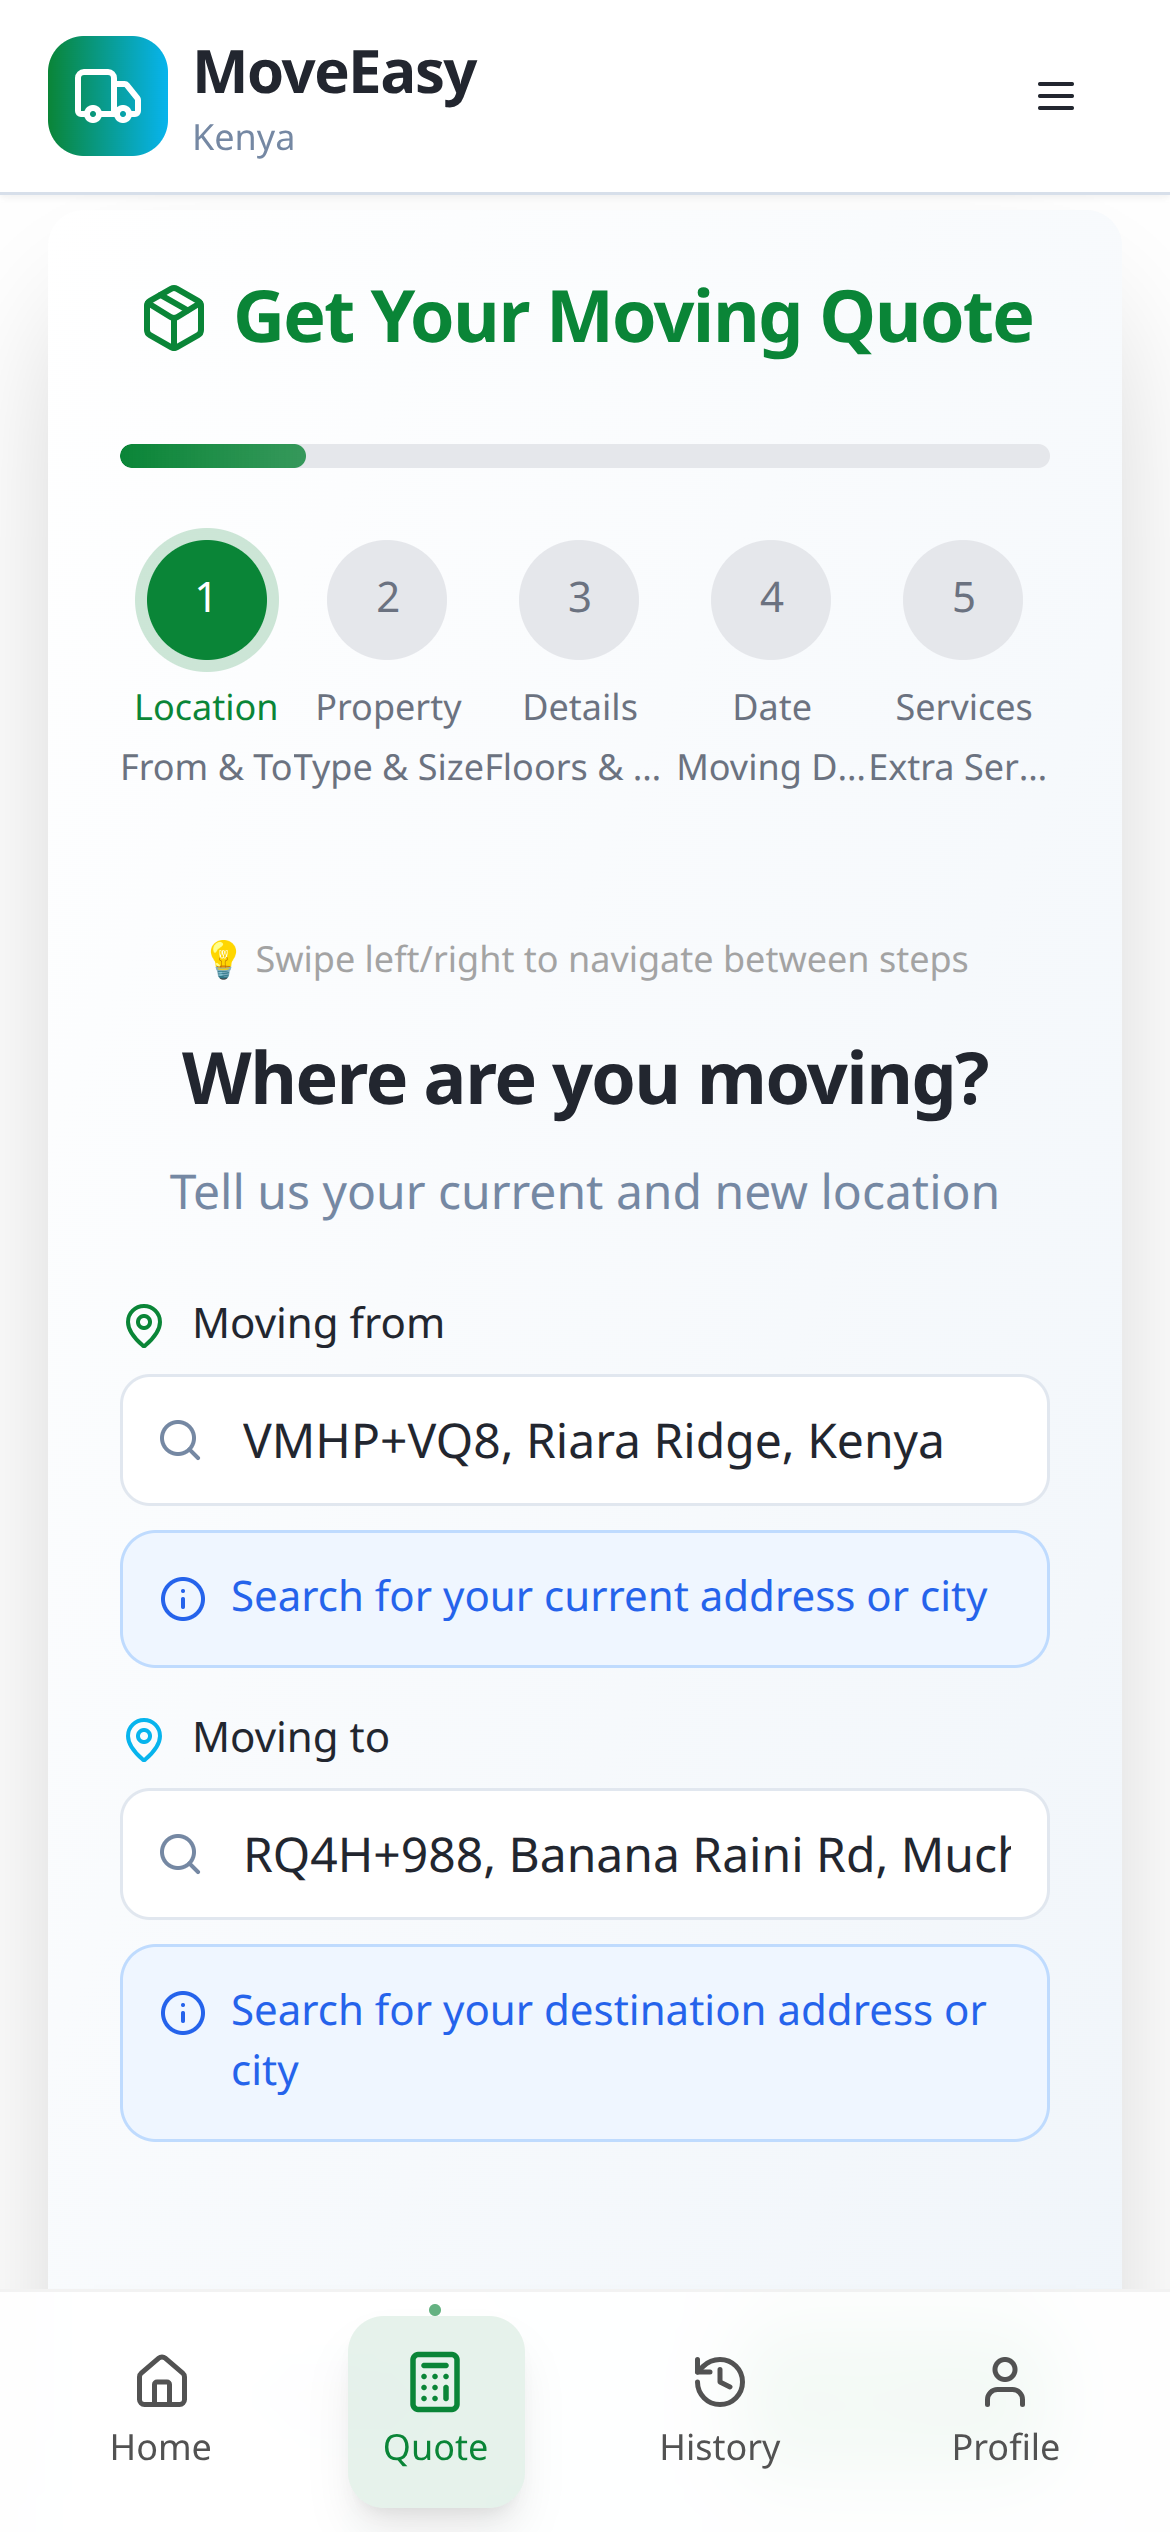 MoveEasy
Kenya
Get Your Moving Quote
1
2
3
4
5
Location
Property
Details
Date
Services
From & To
Type & Size
Floors & ...
Moving D...
Extra Ser...
💡 Swipe left/right to navigate between steps
Where are you moving?
Tell us your current and new location
Moving from
VMHP+VQ8, Riara Ridge, Kenya
Search for your current address or city
Moving to
RQ4H+988, Banana Raini Rd, Much
Search for your destination address or
city
Home
Quote
History
Profile